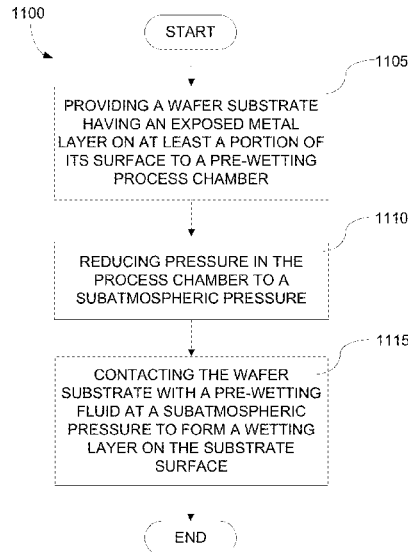 1100
START
1105
PROVIDING A WAFER SUBSTRATE
HAVING AN EXPOSED METAL
LAYER ON AT LEAST A PORTION OF
ITS SURFACE TO A PRE-WETTING
PROCESS CHAMBER
1110
REDUCING PRESSURE IN THE
PROCESS CHAMBER TO A
SUBATMOSPHERIC PRESSURE
1115
CONTACTING THE WAFER
SUBSTRATE WITH A PRE-WETTING
FLUID AT A SUBATMOSPHERIC
PRESSURE TO FORM A WETTING
LAYER ON THE SUBSTRATE
SURFACE
END